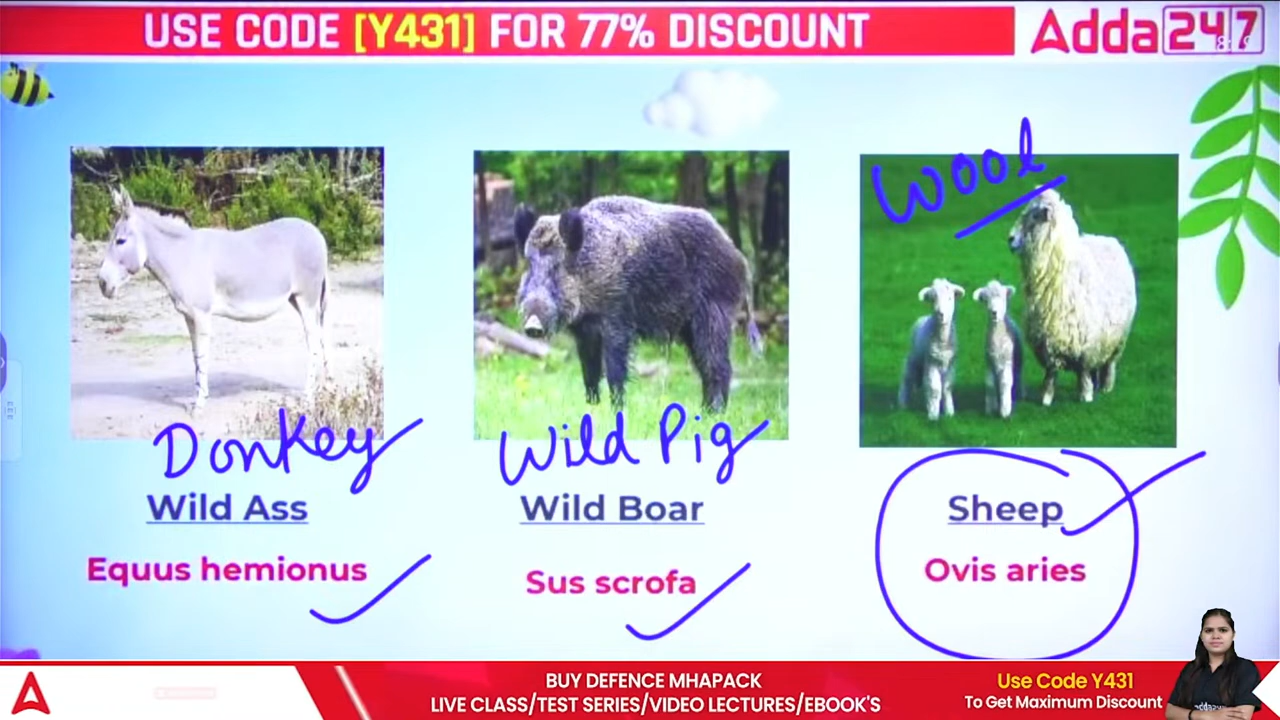 USE CODE [Y431] FOR 77% DISCOUNT
Adda247
Wool
Donkey
Wild Pig
Wild Ass
Wild Boar
Sheep
Equus hemionus
Sus scrofa
Ovis aries
BUY DEFENCE MHAPACK
LIVE CLASS/TEST SERIES/VIDEO LECTURES/EBOOK'S
Use Code Y431
To Get Maximum Discount